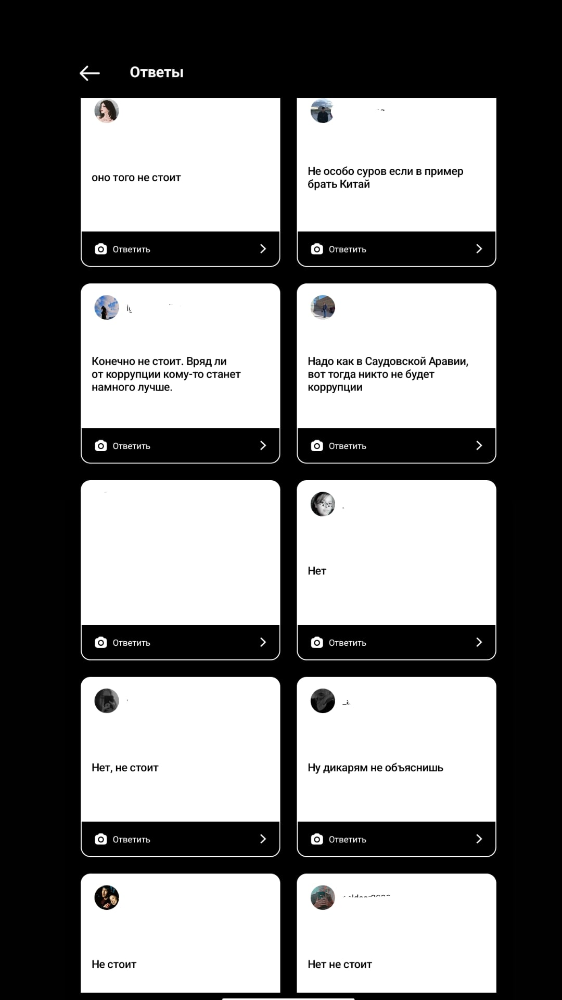 Ответы
оно того не стоит
Не особо суров если в пример
брать Китай
Ответить
Ответить
Конечно не стоит. Вряд ли
от коррупции кому-то станет
намного лучше.
Надо как в Саудовской Аравии,
вот тогда никто не будет
коррупции
Ответить
Ответить
Нет
Ответить
Ответить
Нет, не стоит
Ну дикарям не объяснишь
Ответить
Ответить
Не стоит
Нет не стоит